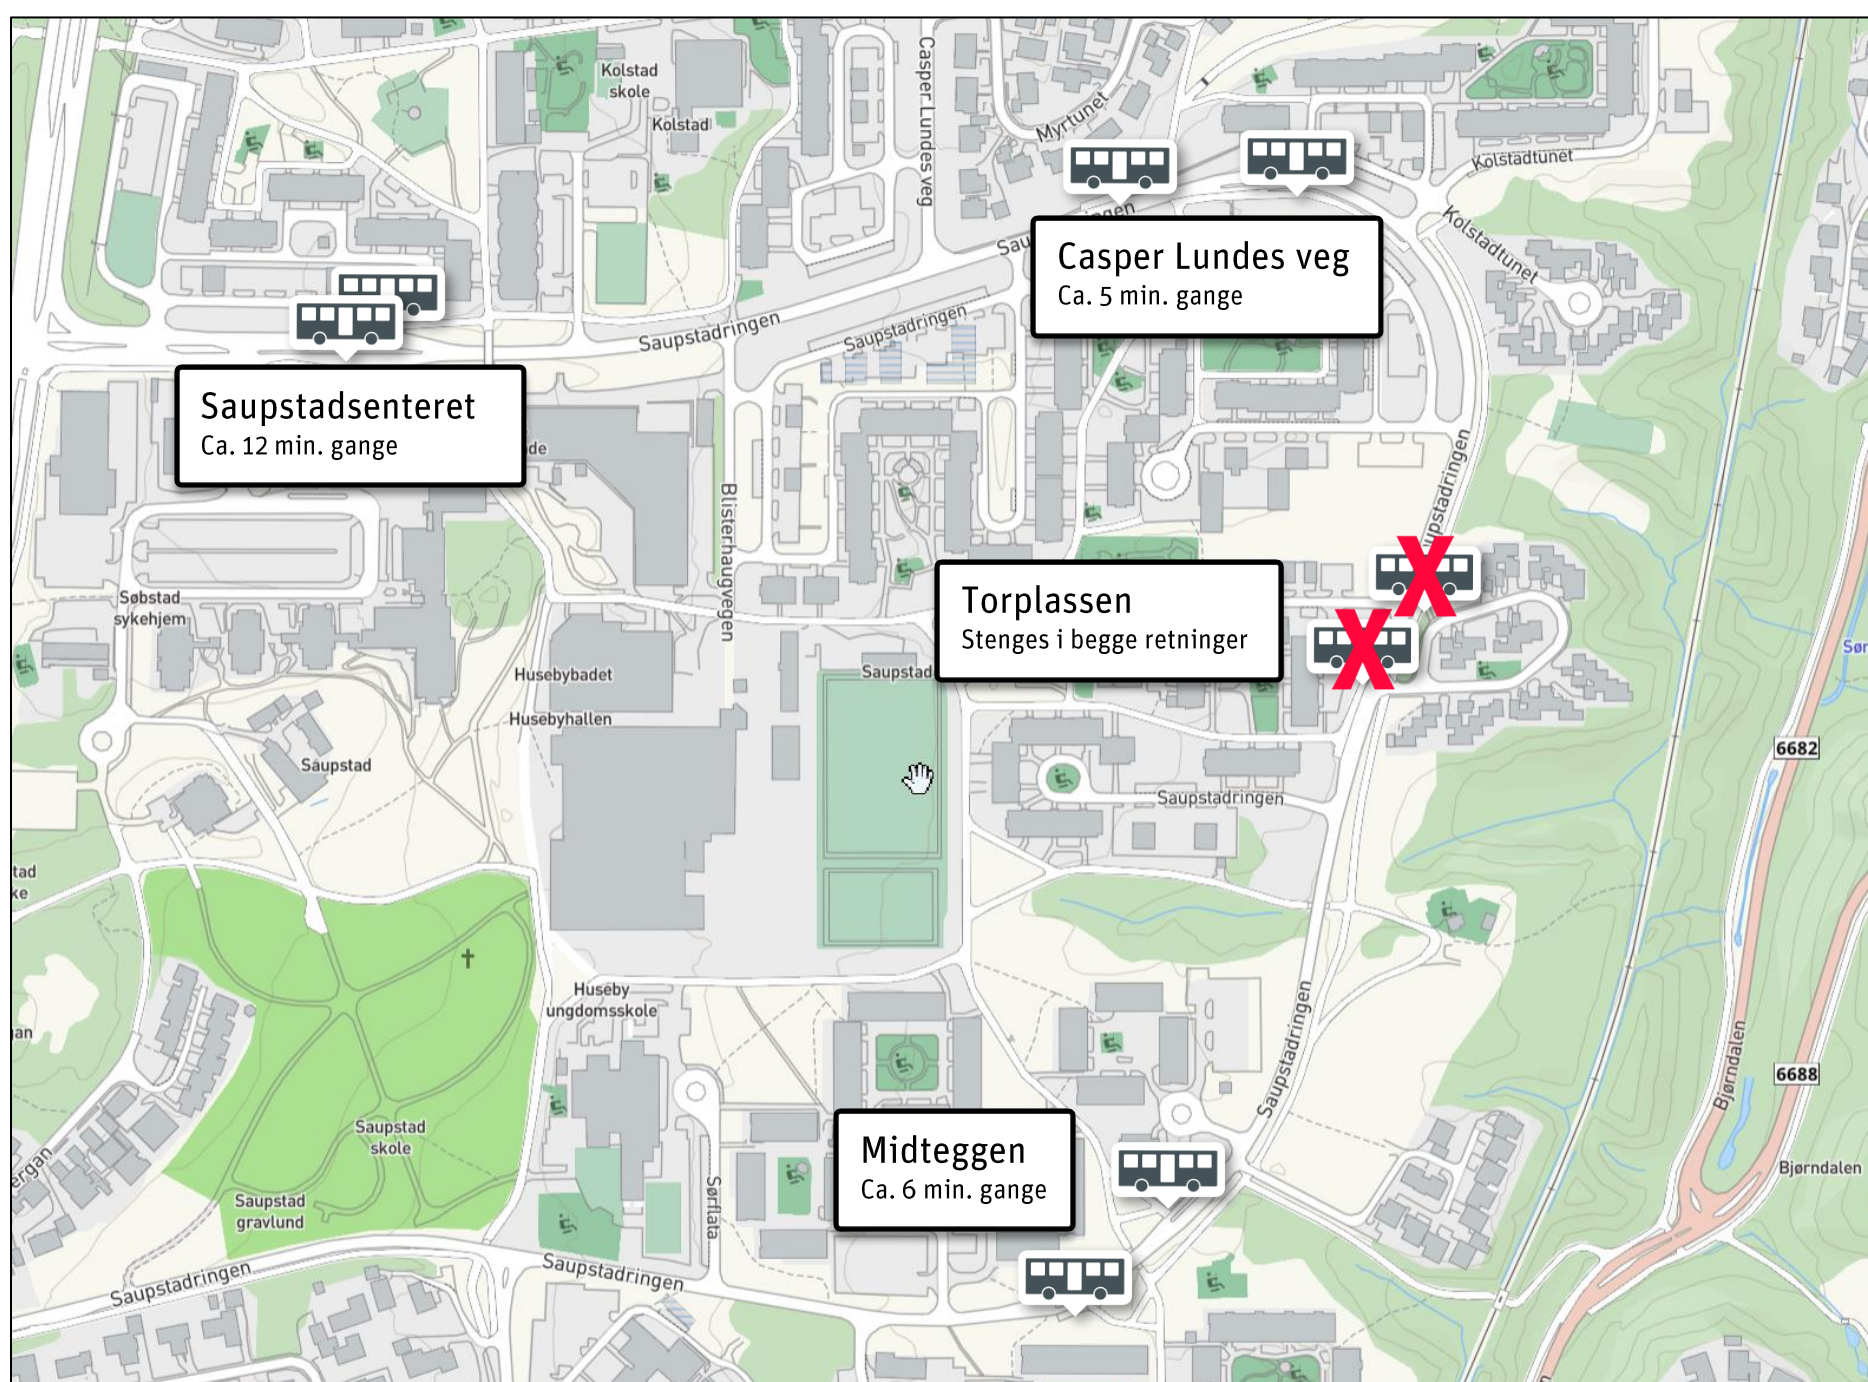 Kolstad
skole
Kolstad
Casper Lundes veg
Myrtunet
Kolstadtunet
Kolstadtunet
Casper Lundes veg
Ca. 5 min. gange
Saupstadringen
Saupstadringen
Saupstadsenteret
Ca. 12 min. gange
Blisterhaugvegen
Søbstad
sykehjem
Torplassen
Stenges i begge retninger
Husebybadet
Saupstad
Husebyhallen
Saupstad
6682
Saupstadringen
Huseby
ungdomsskole
Saupstadringen
Bjørndalen
6688
Saupstad
skole
Midteggen
Ca. 6 min. gange
Bjørndalen
Saupstad
gravlund
Sørflata
Saupstadringen
Saupstadringen